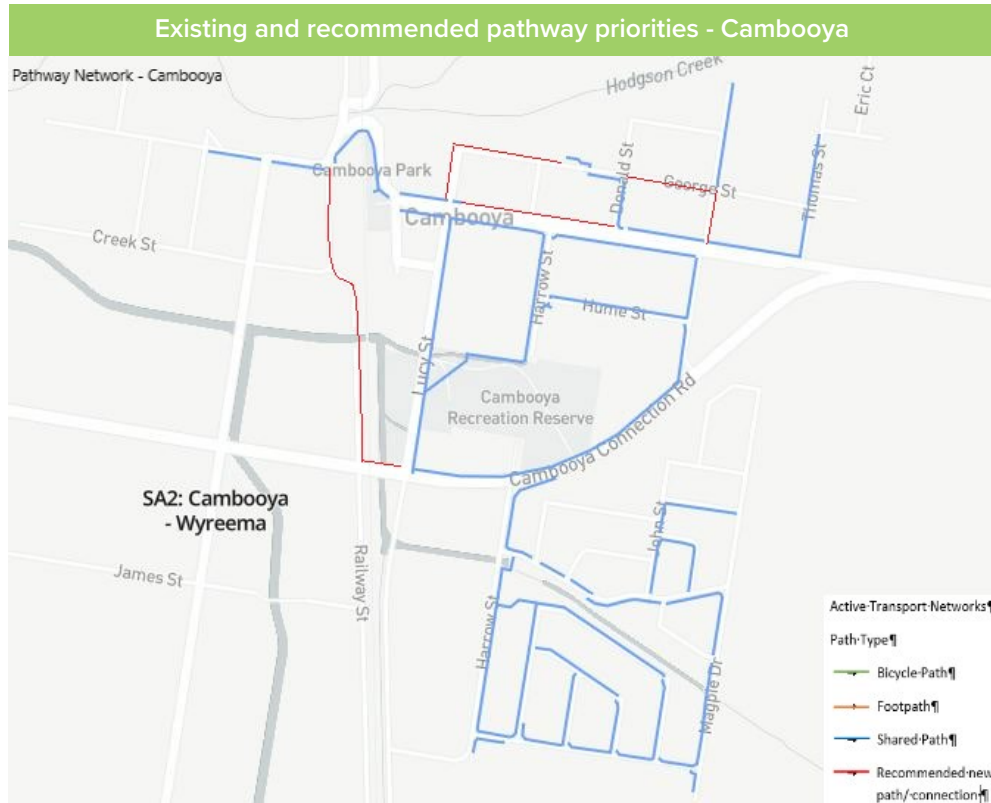 Existing and recommended pathway priorities - Cambooya
Pathway Network - Cambooya
Hodgson Creek
Eric Ct
Cambooya Park
Donald St
George St
Thomas St
Cambooya
Creek St
Harrow St
Hume St
Lucy St
Cambooya
Recreation Reserve
Cambooya Connection Rd
SA2: Cambooya
- Wyreema
John St
James St
Railway St
Harrow St
Magpie Dr
Active·Transport·Networks¶
Path·Type¶
Bicycle·Path¶
Footpath¶
Shared·Path¶
Recommended·new
path/·connection¶